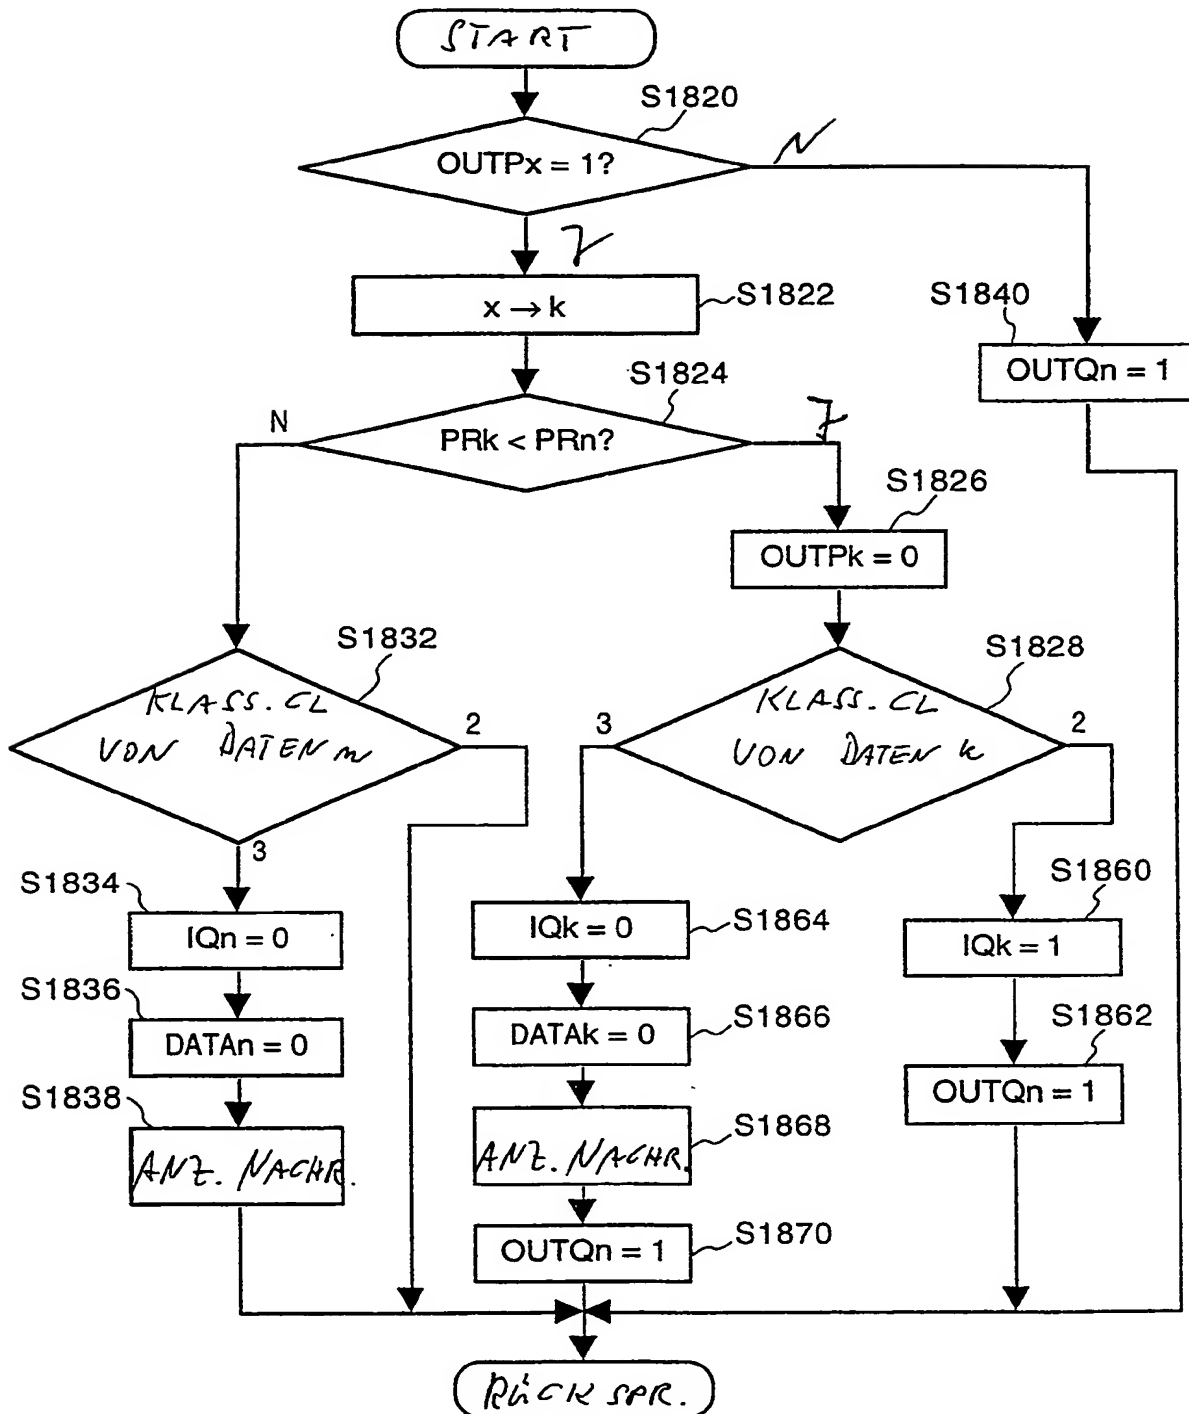 START
S1820
OUTPx = 1?
N
J
x → k
S1822
S1840
OUTQn = 1
S1824
PRk < PRn?
N
J
S1826
OUTPk = 0
S1832
KLASS. CL
VON DATEN n
2
3
S1828
KLASS. CL
VON DATEN k
3
2
S1834
IQn = 0
S1836
DATAn = 0
S1838
ANZ. NACHR.
IQk = 0
S1864
DATAk = 0
S1866
ANZ. NACHR.
S1868
OUTQn = 1
S1870
S1860
IQk = 1
S1862
OUTQn = 1
RÜCKSPR.